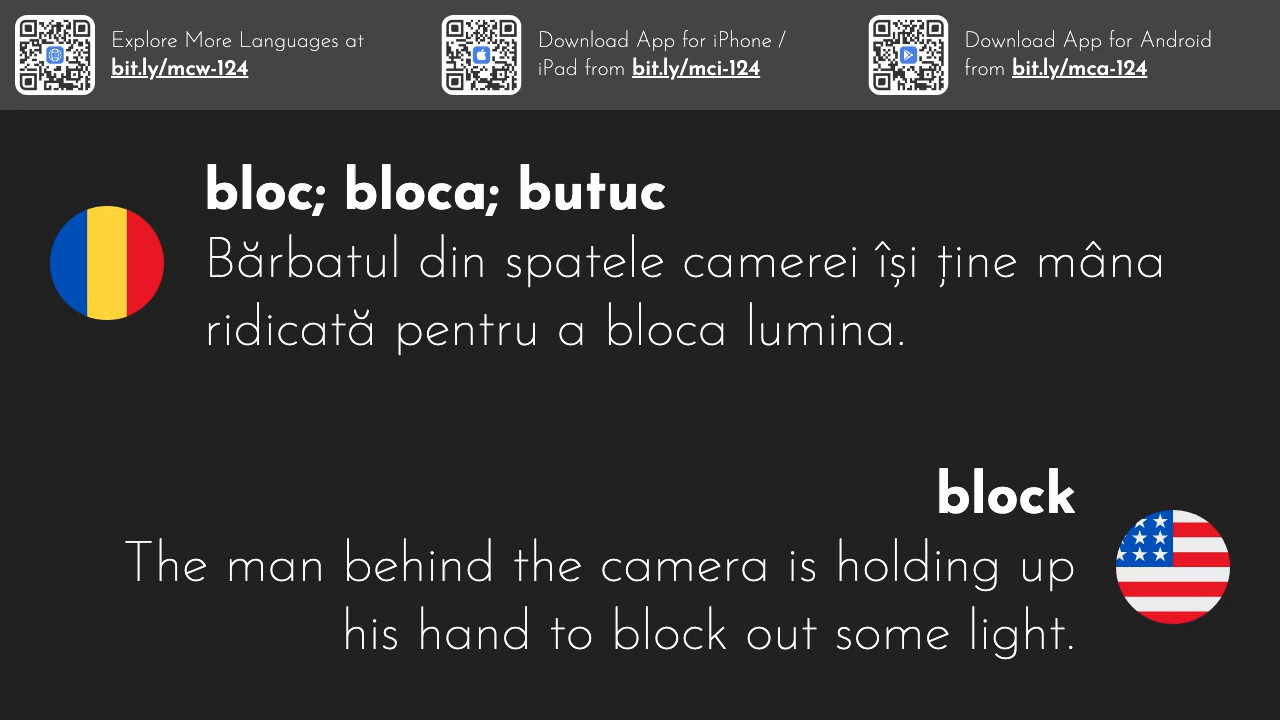 Explore More Languages at
bit.ly/mcw-124
Download App for iPhone /
iPad from bit.ly/mci-124
Download App for Android
from bit.ly/mca-124
bloc; bloca; butuc
Bărbatul din spatele camerei își ține mâna
ridicată pentru a bloca lumina.
block
The man behind the camera is holding up
his hand to block out some light.